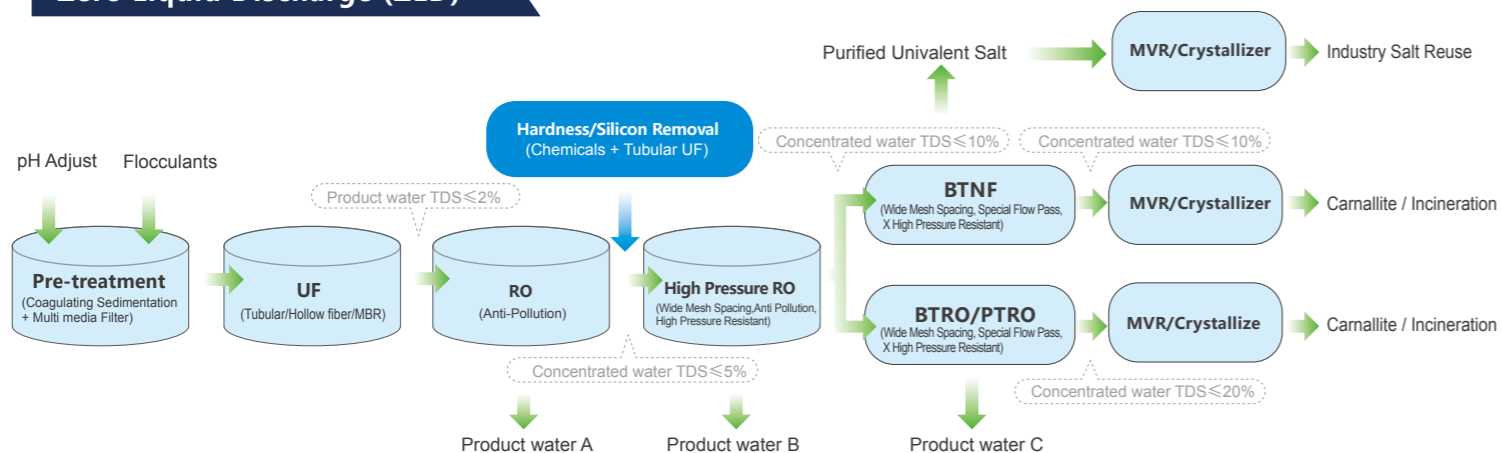 Zero Liquid Discharge (ZLD)
Purified Univalent Salt
MVR/Crystallizer
Industry Salt Reuse
Hardness/Silicon Removal
(Chemicals + Tubular UF)
Concentrated water TDS≤10%
Concentrated water TDS≤10%
pH Adjust
Flocculants
Product water TDS≤2%
BTNF
(Wide Mesh Spacing, Special Flow Pass,
X High Pressure Resistant)
MVR/Crystallizer
Carnallite / Incineration
Pre-treatment
(Coagulating Sedimentation
+ Multi media Filter)
UF
(Tubular/Hollow fiber/MBR)
RO
(Anti-Pollution)
High Pressure RO
(Wide Mesh Spacing,Anti Pollution,
High Pressure Resistant)
BTRO/PTRO
(Wide Mesh Spacing, Special Flow Pass,
X High Pressure Resistant)
MVR/Crystallize
Carnallite / Incineration
Concentrated water TDS≤5%
Concentrated water TDS≤20%
Product water A
Product water B
Product water C